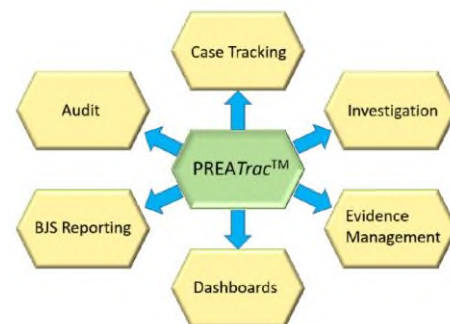 Case Tracking
Audit
Investigation
PREATrac™
BJS Reporting
Evidence
Management
Dashboards